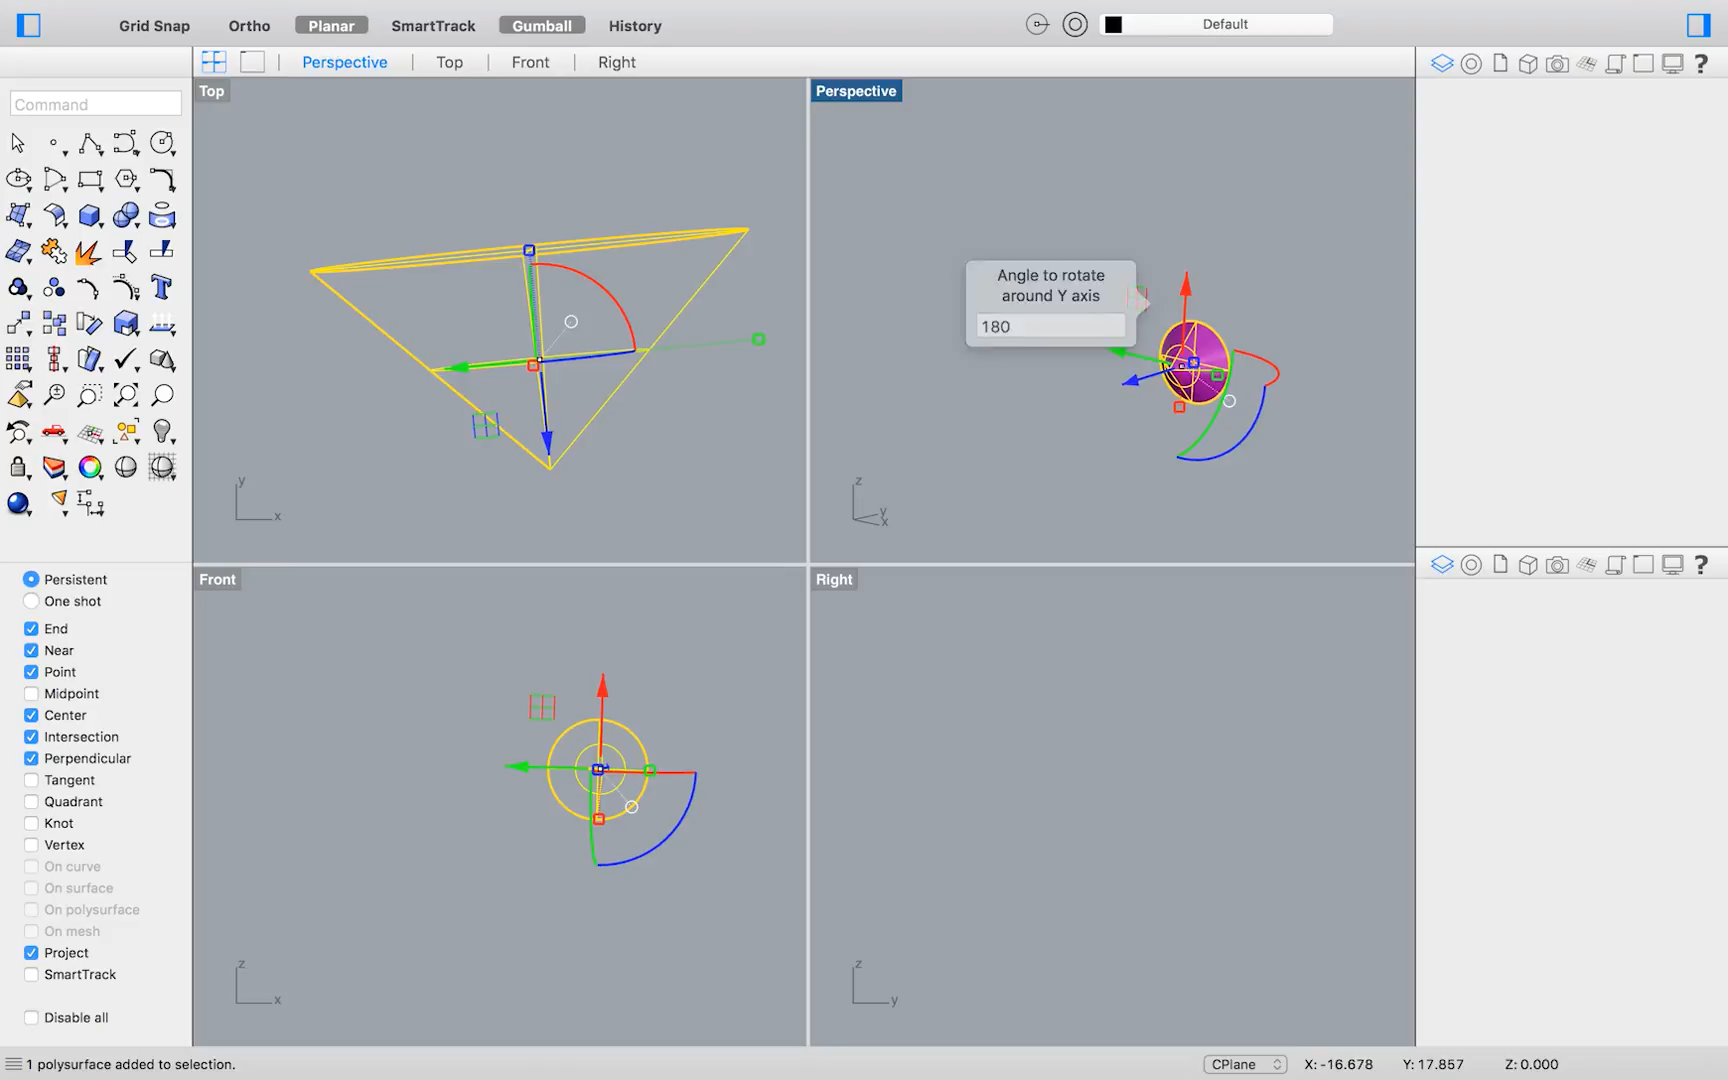 Grid Snap Ortho Planar SmartTrack Gumball History Default
Perspective Top Front Right
Command
Top
Perspective
Angle to rotate
around Y axis
180
y
x
z
y
x
Front
Right
z
x
z
y
Persistent
One shot
End
Near
Point
Midpoint
Center
Intersection
Perpendicular
Tangent
Quadrant
Knot
Vertex
On curve
On surface
On polysurface
On mesh
Project
SmartTrack
Disable all
1 polysurface added to selection. CPlane X: -16.678 Y: 17.857 Z: 0.000